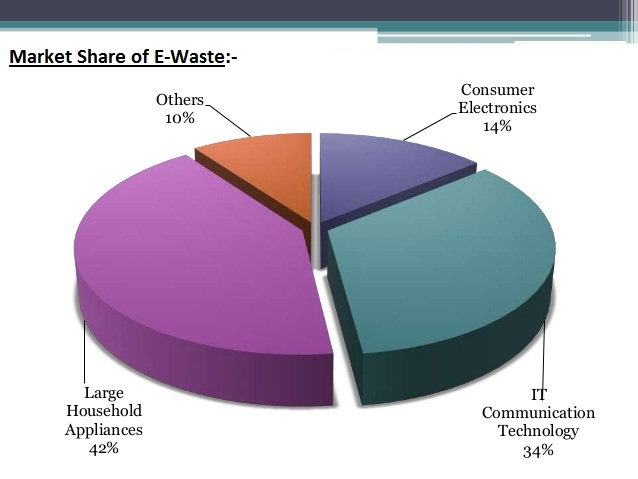 Market Share of E-Waste:-
Others
10%
Consumer
Electronics
14%
Large
Household
Appliances
42%
IT
Communication
Technology
34%